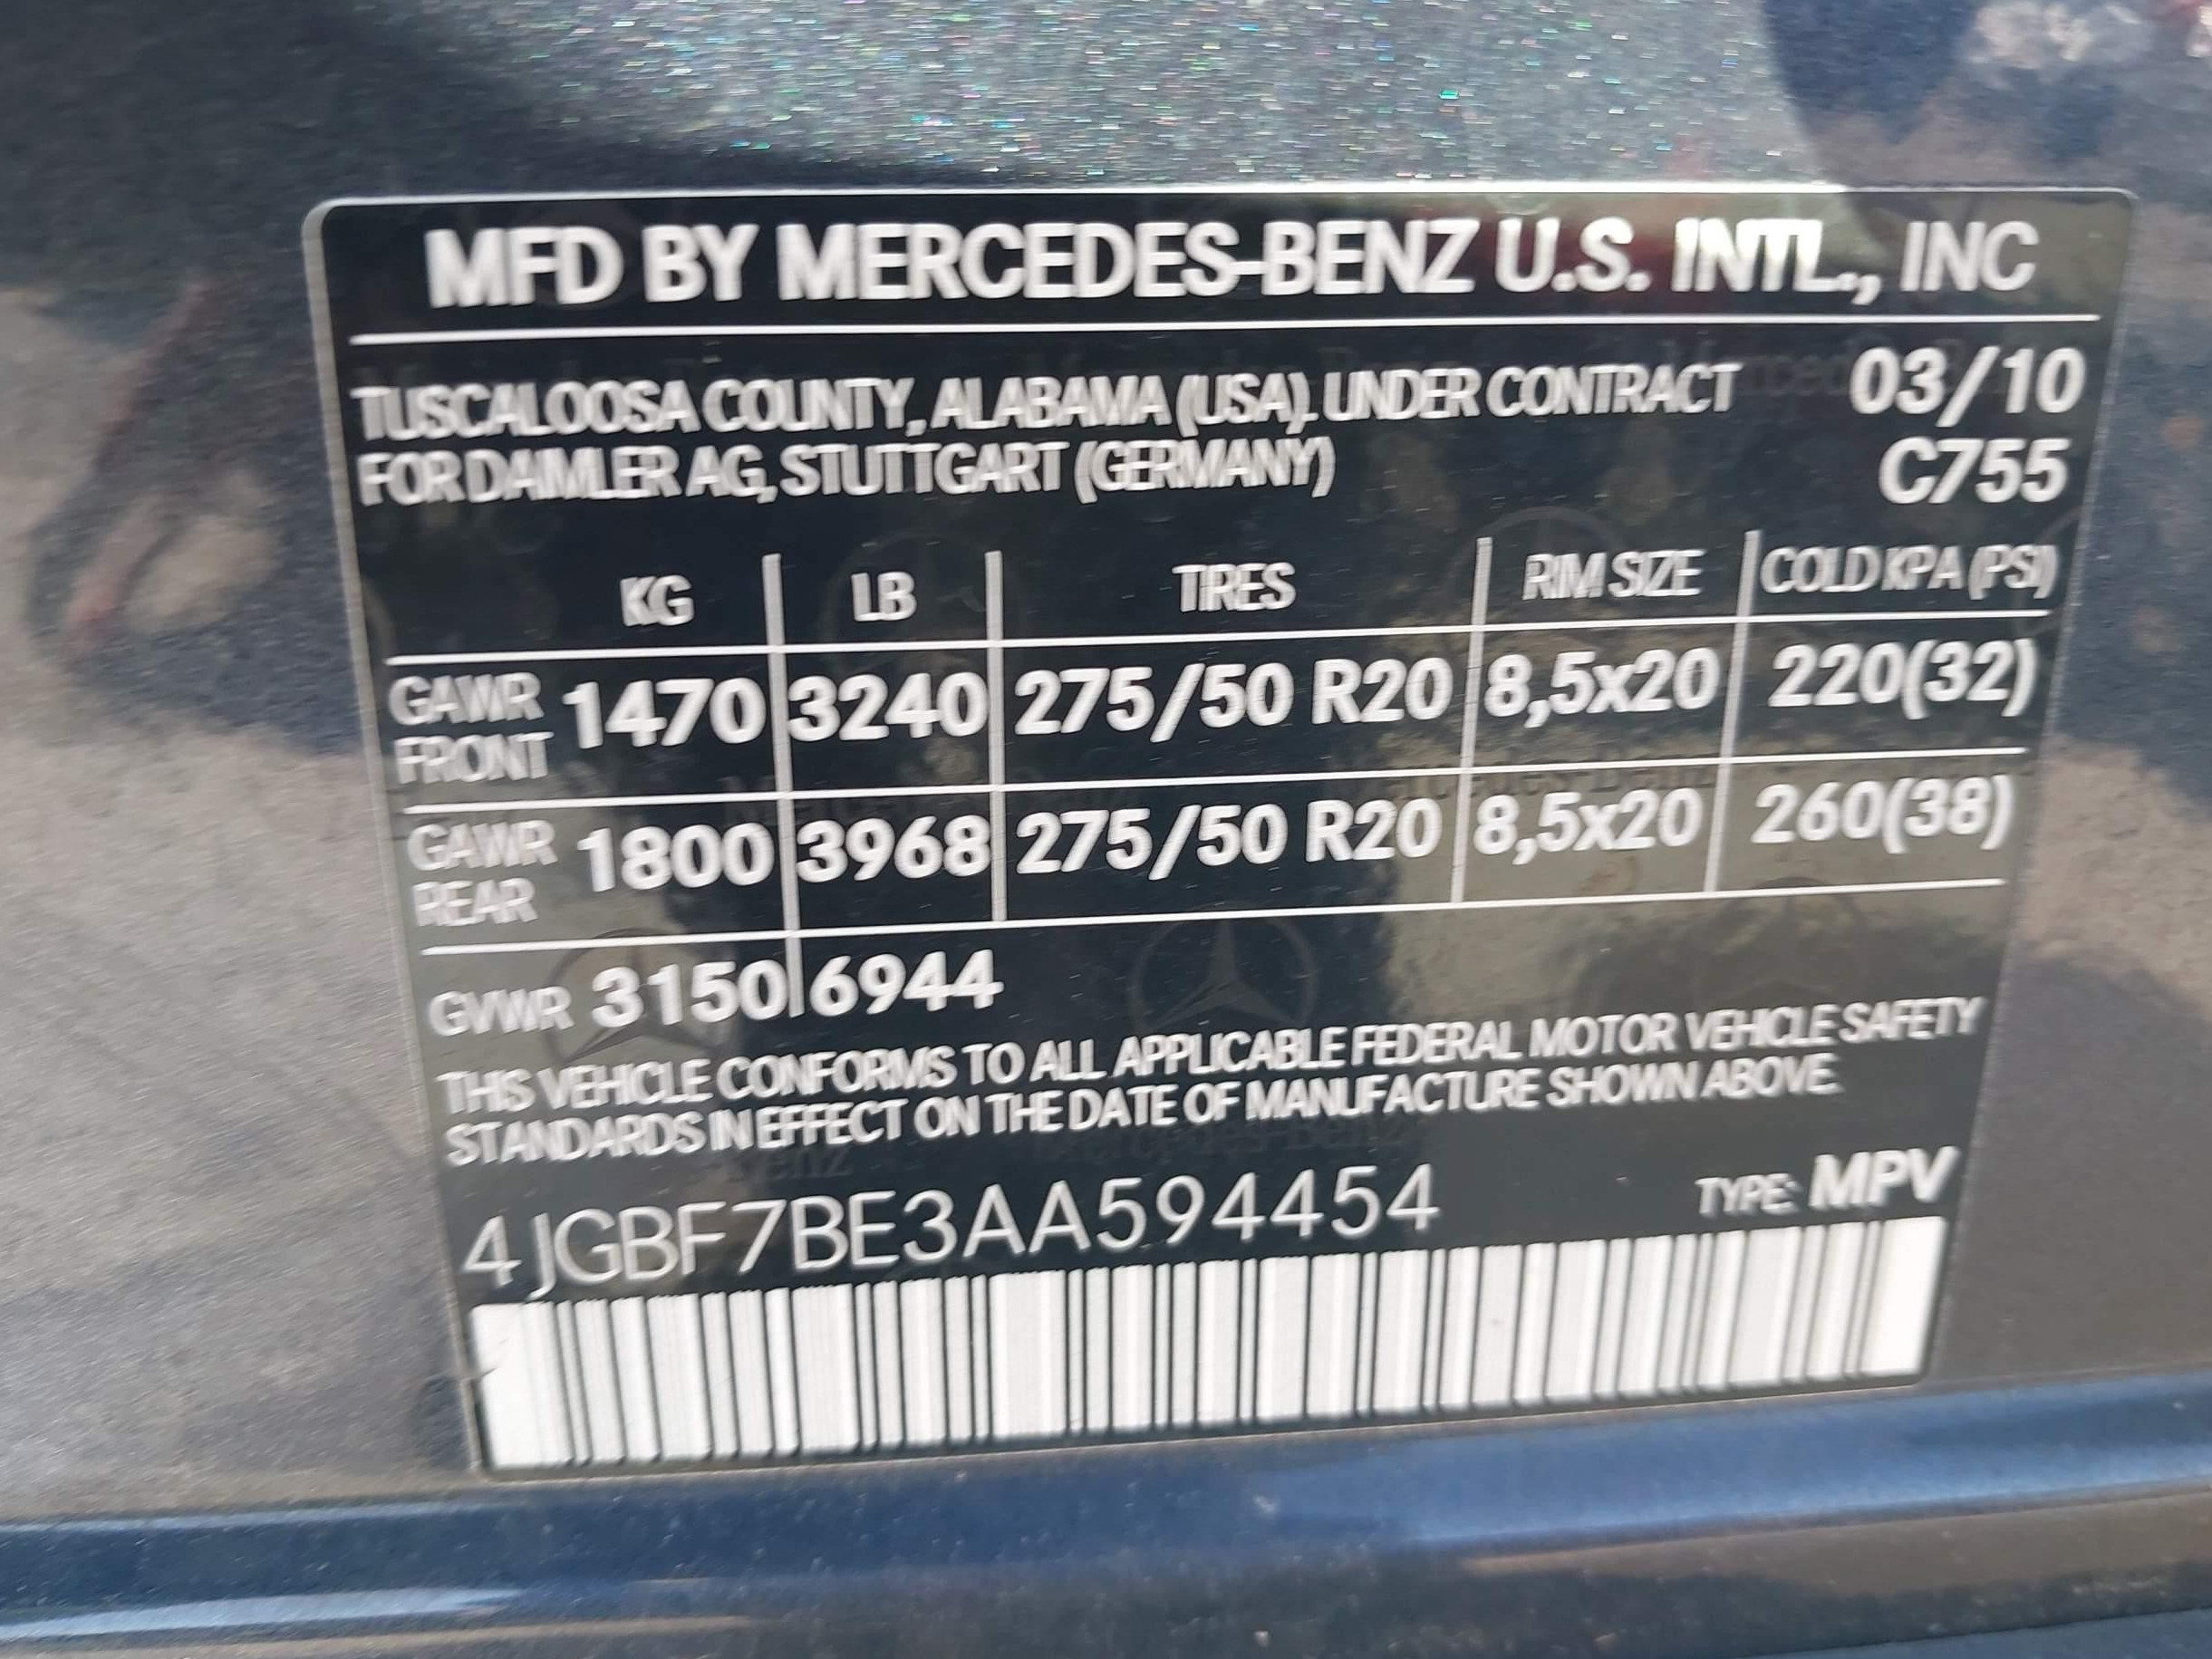 MFD BY MERCEDES-BENZ U.S. INTL., INC
TUSCALOOSA COUNTY, ALABAMA (USA). UNDER CONTRACT 03/10
FOR DAIMLER AG, STUTTGART (GERMANY) C755
KG LB TIRES RIM SIZE COLD KPA (PSI)
GAWR FRONT 1470 3240 275/50 R20 8,5x20 220(32)
GAWR REAR 1800 3968 275/50 R20 8,5x20 260(38)
GVWR 3150 6944
THIS VEHICLE CONFORMS TO ALL APPLICABLE FEDERAL MOTOR VEHICLE SAFETY
STANDARDS IN EFFECT ON THE DATE OF MANUFACTURE SHOWN ABOVE.
4JGBF7BE3AA594454 TYPE: MPV